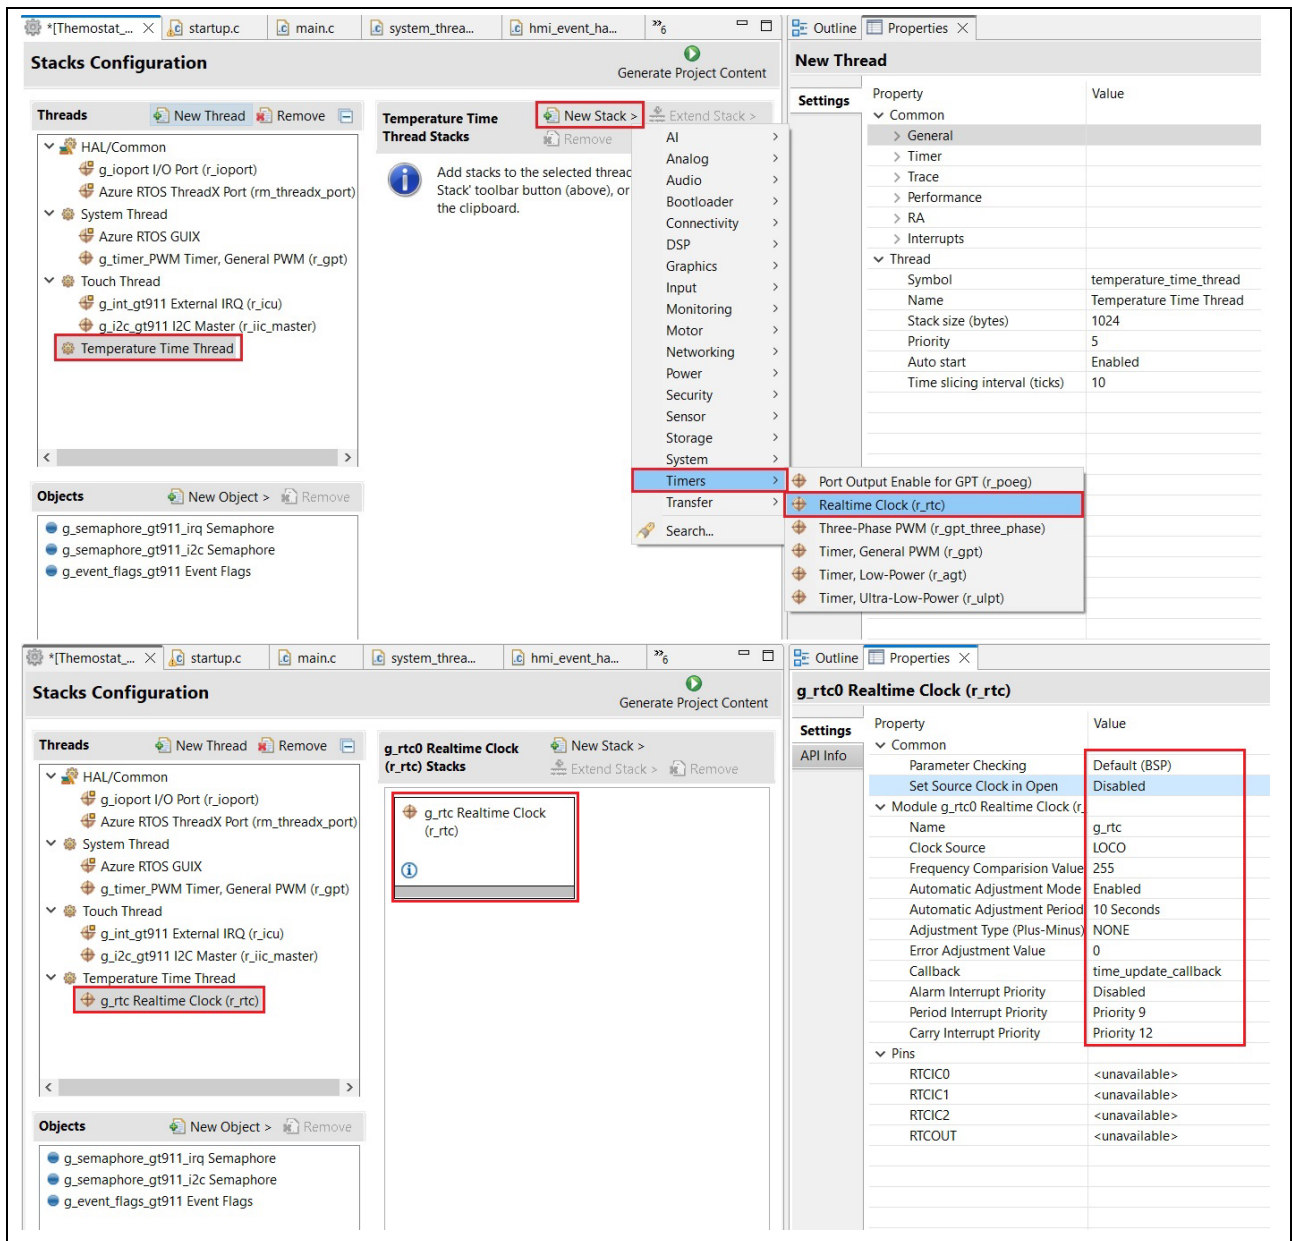 *[Themostat_... startup.c main.c system_threa... hmi_event_ha... 6
Outline Properties
Stacks Configuration
Generate Project Content
New Thread
Threads New Thread Remove
HAL/Common
g_ioport I/O Port (r_ioport)
Azure RTOS ThreadX Port (rm_threadx_port)
System Thread
Azure RTOS GUIX
g_timer_PWM Timer, General PWM (r_gpt)
Touch Thread
g_int_gt911 External IRQ (r_icu)
g_i2c_gt911 I2C Master (r_iic_master)
Temperature Time Thread
Objects New Object > Remove
g_semaphore_gt911_irq Semaphore
g_semaphore_gt911_i2c Semaphore
g_event_flags_gt911 Event Flags
Temperature Time
Thread Stacks
New Stack > Extend Stack >
Remove
Add stacks to the selected threac
Stack' toolbar button (above), or
the clipboard.
AI
Analog
Audio
Bootloader
Connectivity
DSP
Graphics
Input
Monitoring
Motor
Networking
Power
Security
Sensor
Storage
System
Timers
Transfer
Search...
Port Output Enable for GPT (r_poeg)
Realtime Clock (r_rtc)
Three-Phase PWM (r_gpt_three_phase)
Timer, General PWM (r_gpt)
Timer, Low-Power (r_agt)
Timer, Ultra-Low-Power (r_ulpt)
Settings
Property Value
Common
General
Timer
Trace
Performance
RA
Interrupts
Thread
Symbol temperature_time_thread
Name Temperature Time Thread
Stack size (bytes) 1024
Priority 5
Auto start Enabled
Time slicing interval (ticks) 10
*[Themostat_... startup.c main.c system_threa... hmi_event_ha... 6
Outline Properties
Stacks Configuration
Generate Project Content
g_rtc0 Realtime Clock (r_rtc)
Threads New Thread Remove
HAL/Common
g_ioport I/O Port (r_ioport)
Azure RTOS ThreadX Port (rm_threadx_port)
System Thread
Azure RTOS GUIX
g_timer_PWM Timer, General PWM (r_gpt)
Touch Thread
g_int_gt911 External IRQ (r_icu)
g_i2c_gt911 I2C Master (r_iic_master)
Temperature Time Thread
g_rtc Realtime Clock (r_rtc)
Objects New Object > Remove
g_semaphore_gt911_irq Semaphore
g_semaphore_gt911_i2c Semaphore
g_event_flags_gt911 Event Flags
g_rtc0 Realtime Clock
(r_rtc) Stacks
New Stack >
Extend Stack > Remove
g_rtc Realtime Clock
(r_rtc)
Settings
API Info
Property Value
Common
Parameter Checking Default (BSP)
Set Source Clock in Open Disabled
Module g_rtc0 Realtime Clock (r_
Name g_rtc
Clock Source LOCO
Frequency Comparision Value 255
Automatic Adjustment Mode Enabled
Automatic Adjustment Period 10 Seconds
Adjustment Type (Plus-Minus) NONE
Error Adjustment Value 0
Callback time_update_callback
Alarm Interrupt Priority Disabled
Period Interrupt Priority Priority 9
Carry Interrupt Priority Priority 12
Pins
RTCIC0 <unavailable>
RTCIC1 <unavailable>
RTCIC2 <unavailable>
RTCOUT <unavailable>